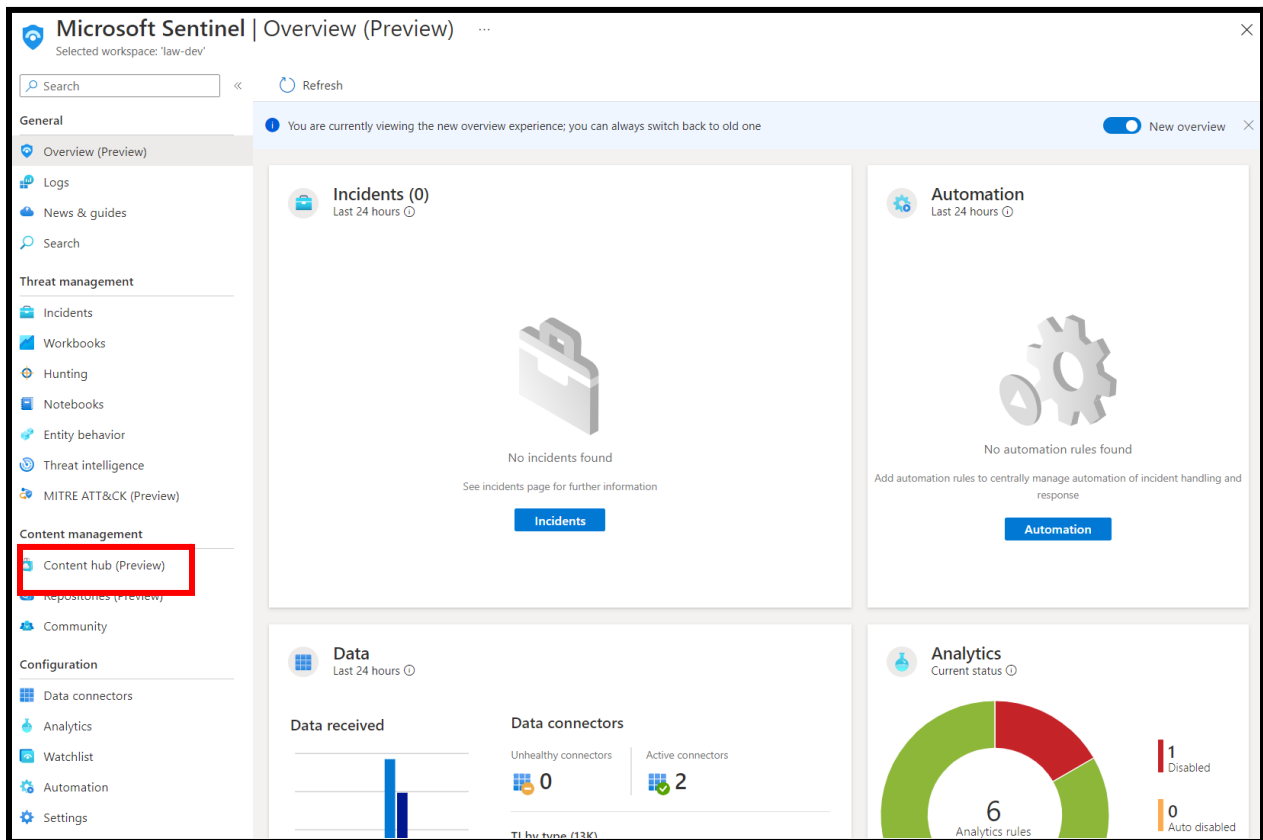 Microsoft Sentinel | Overview (Preview) ...
Selected workspace: 'law-dev'
Search
«
Refresh
General
Overview (Preview)
Logs
News & guides
Search
Threat management
Incidents
Workbooks
Hunting
Notebooks
Entity behavior
Threat intelligence
MITRE ATT&CK (Preview)
Content management
Content hub (Preview)
Repositories (Preview)
Community
Configuration
Data connectors
Analytics
Watchlist
Automation
Settings
You are currently viewing the new overview experience; you can always switch back to old one
New overview
Incidents (0)
Last 24 hours
No incidents found
See incidents page for further information
Incidents
Automation
Last 24 hours
No automation rules found
Add automation rules to centrally manage automation of incident handling and
response
Automation
Data
Last 24 hours
Data received
Data connectors
Unhealthy connectors
0
Active connectors
2
TI by type (13K)
Analytics
Current status
6
Analytics rules
1
Disabled
0
Auto disabled